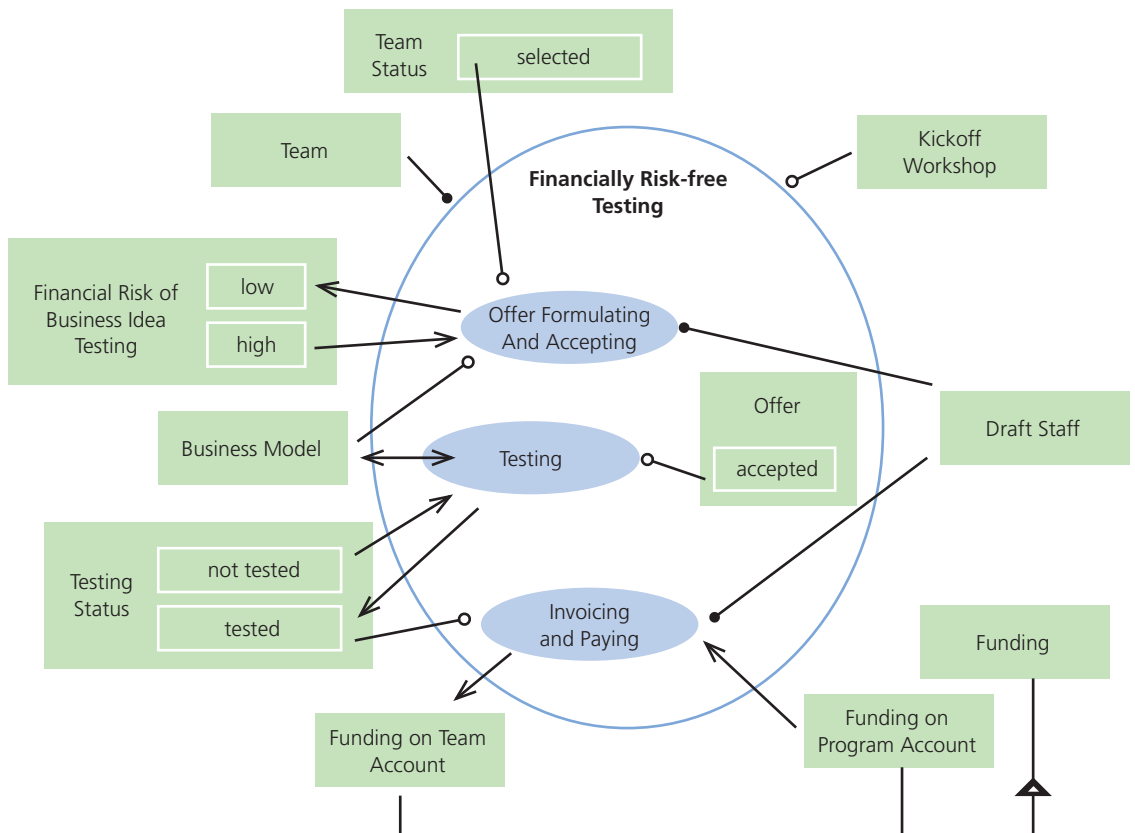 Team
Status
selected
Team
Kickoff
Workshop
Financially Risk-free
Testing
Financial Risk of
Business Idea
Testing
low
high
Offer Formulating
And Accepting
Business Model
Testing
Offer
accepted
Draft Staff
Testing
Status
not tested
tested
Invoicing
and Paying
Funding
Funding on Team
Account
Funding on
Program Account